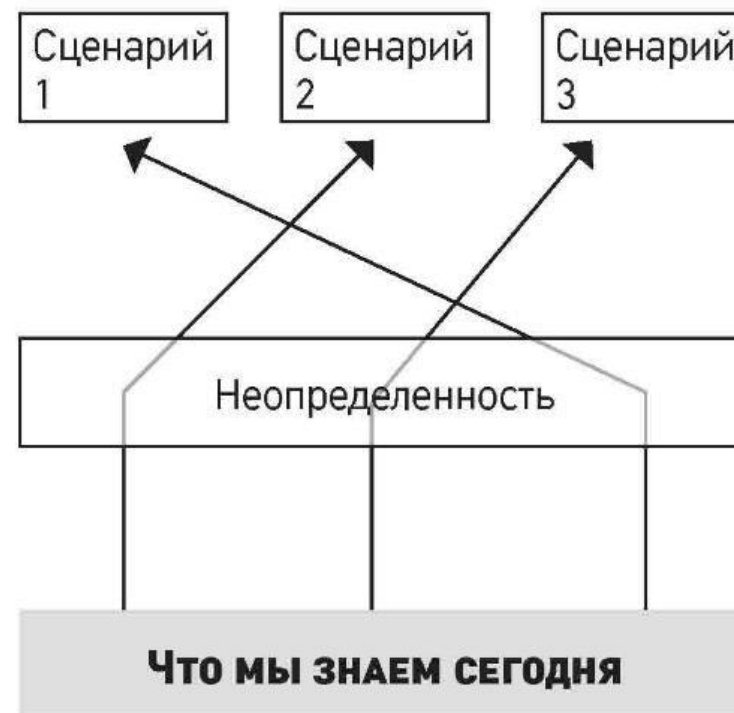 Сценарий
1
Сценарий
2
Сценарий
3
Неопределенность
Что мы знаем сегодня